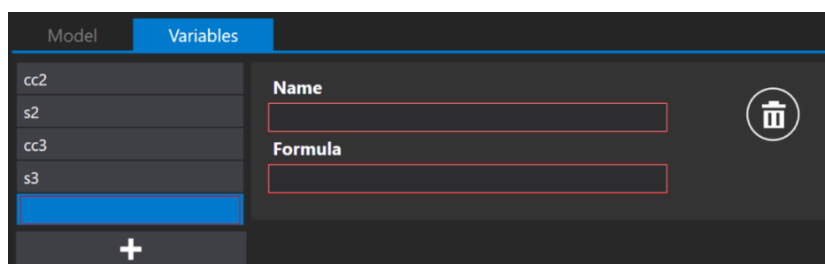 Model Variables
cc2
s2
cc3
s3
Name
Formula